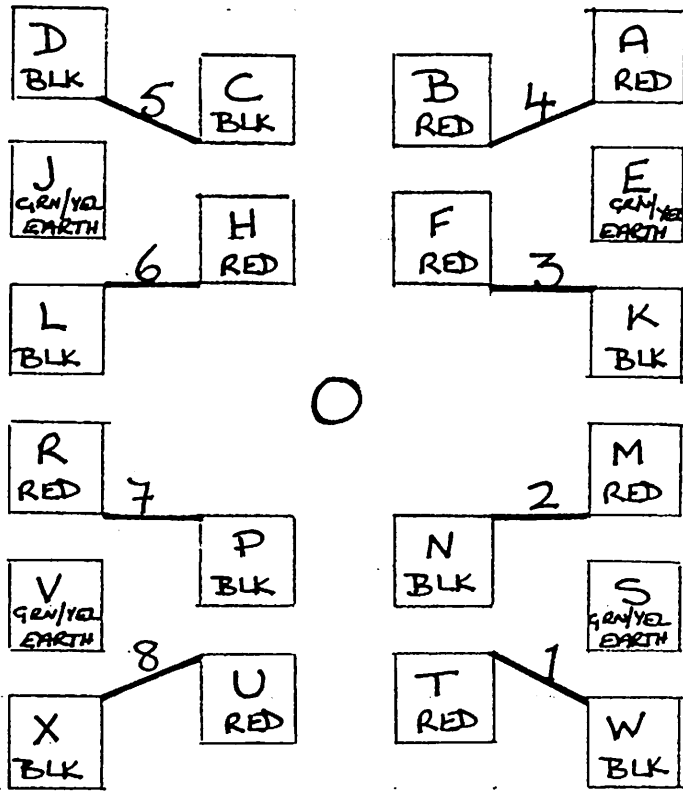 D
BLK
5
C
BLK
B
RED
4
A
RED
J
GRN/YEL
EARTH
H
RED
F
RED
E
GRN/YEL
EARTH
6
3
L
BLK
K
BLK
R
RED
7
P
BLK
N
BLK
2
M
RED
V
GRN/YEL
EARTH
S
GRN/YEL
EARTH
8
U
RED
T
RED
1
X
BLK
W
BLK